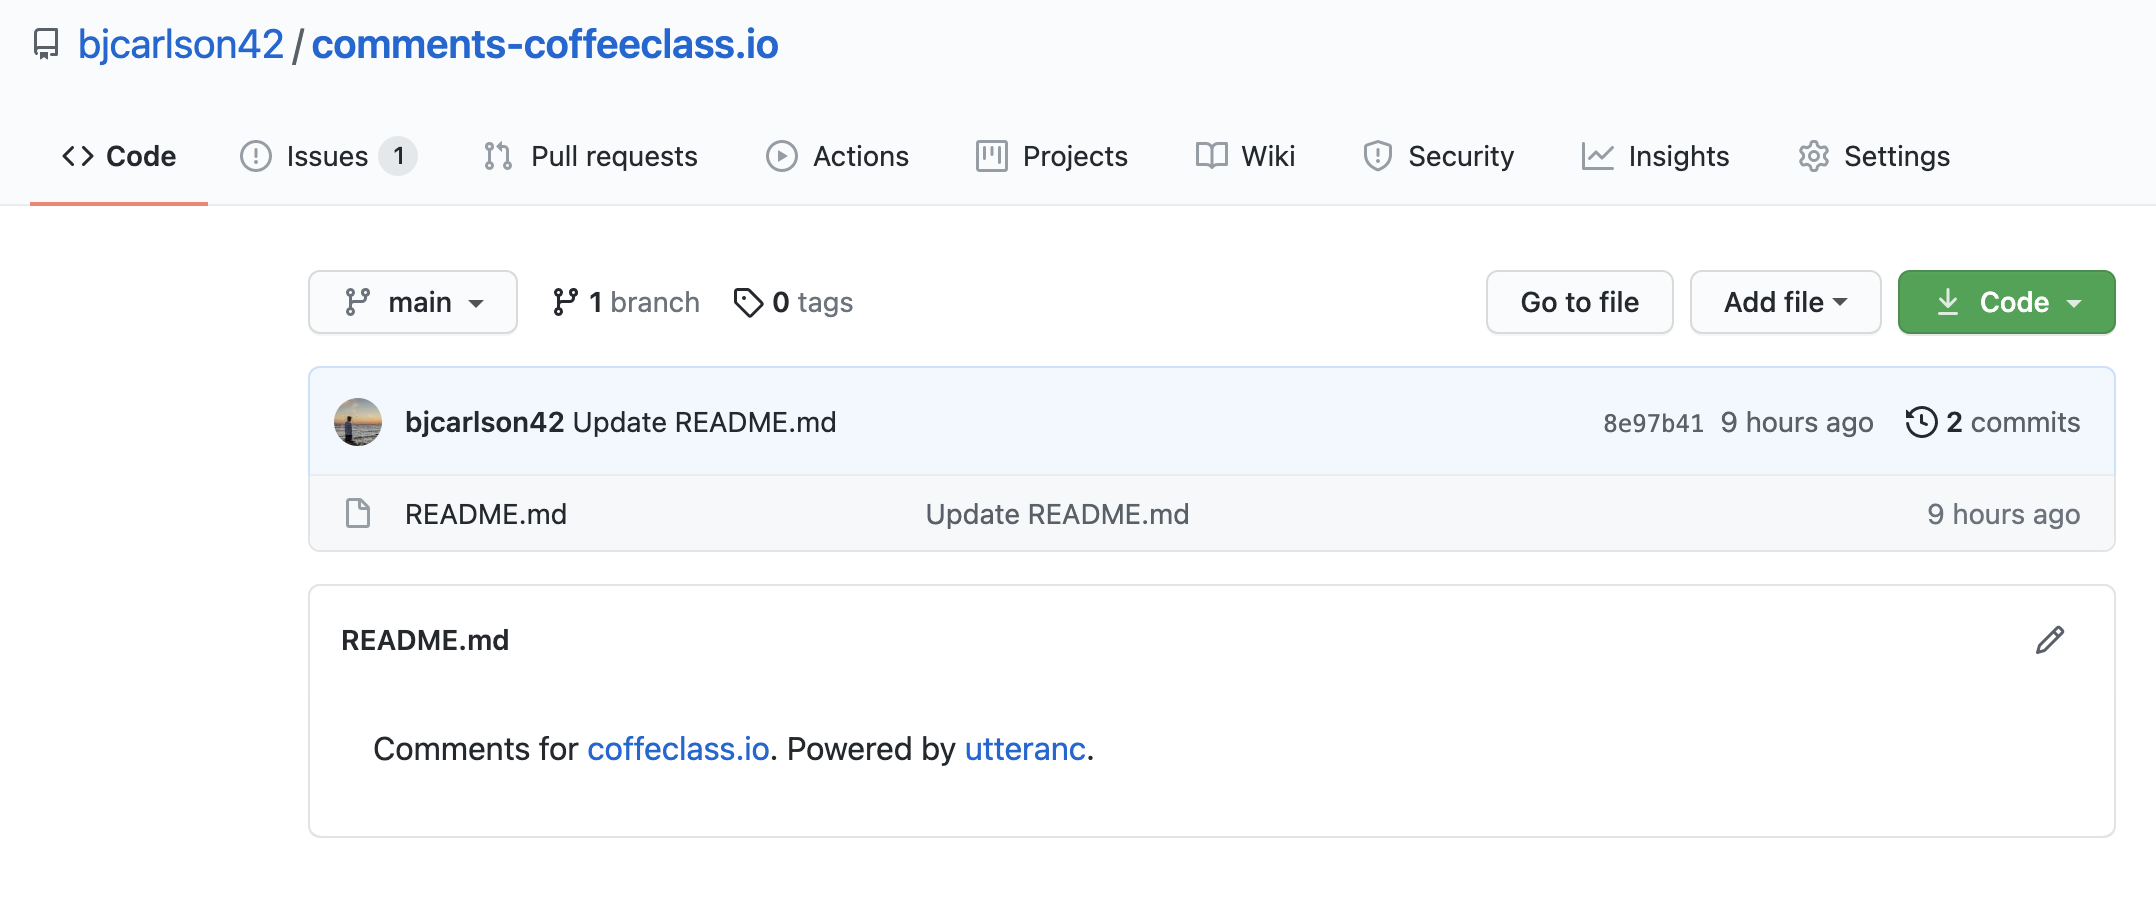 bjcarlson42 / comments-coffeeclass.io
Code Issues 1 Pull requests Actions Projects Wiki Security Insights Settings
main 1 branch 0 tags Go to file Add file Code
bjcarlson42 Update README.md 8e97b41 9 hours ago 2 commits
README.md Update README.md 9 hours ago
README.md
Comments for coffeclass.io. Powered by utteranc.